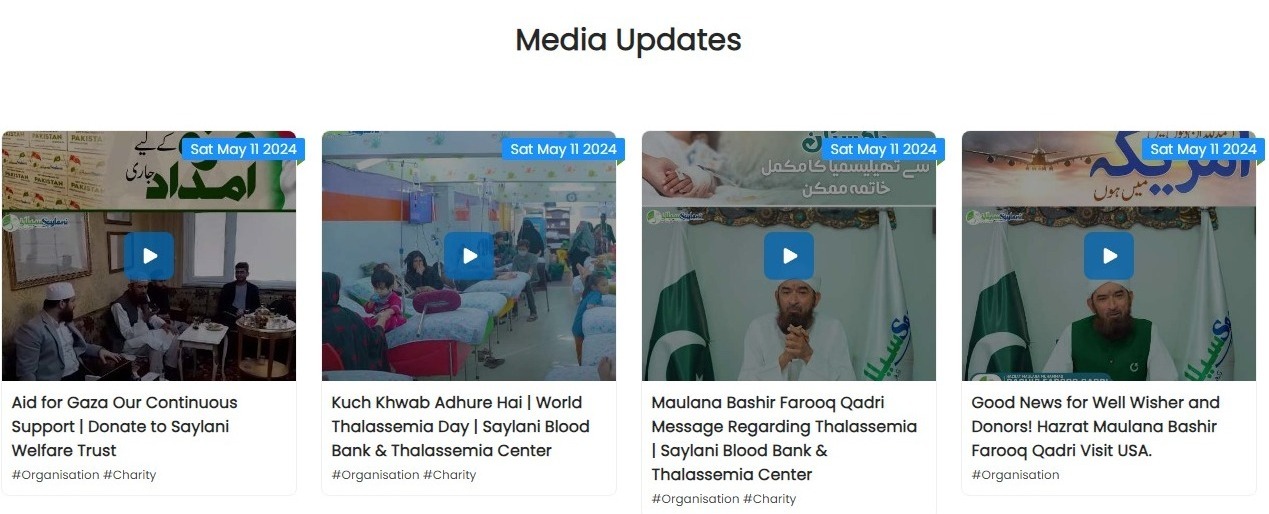 Media Updates
PAKISTAN PAKISTAN PAKISTAN
کے لیے
امداد جاری
Sat May 11 2024
Aid for Gaza Our Continuous
Support | Donate to Saylani
Welfare Trust
#Organisation #Charity
Sat May 11 2024
Kuch Khwab Adhure Hai | World
Thalassemia Day | Saylani Blood
Bank & Thalassemia Center
#Organisation #Charity
Sat May 11 2024
سے تھیلیسیمیا کا مکمل
خاتمہ ممکن
Maulana Bashir Farooq Qadri
Message Regarding Thalassemia
| Saylani Blood Bank &
Thalassemia Center
#Organisation #Charity
Sat May 11 2024
امریکہ
میں ہوں
Good News for Well Wisher and
Donors! Hazrat Maulana Bashir
Farooq Qadri Visit USA.
#Organisation